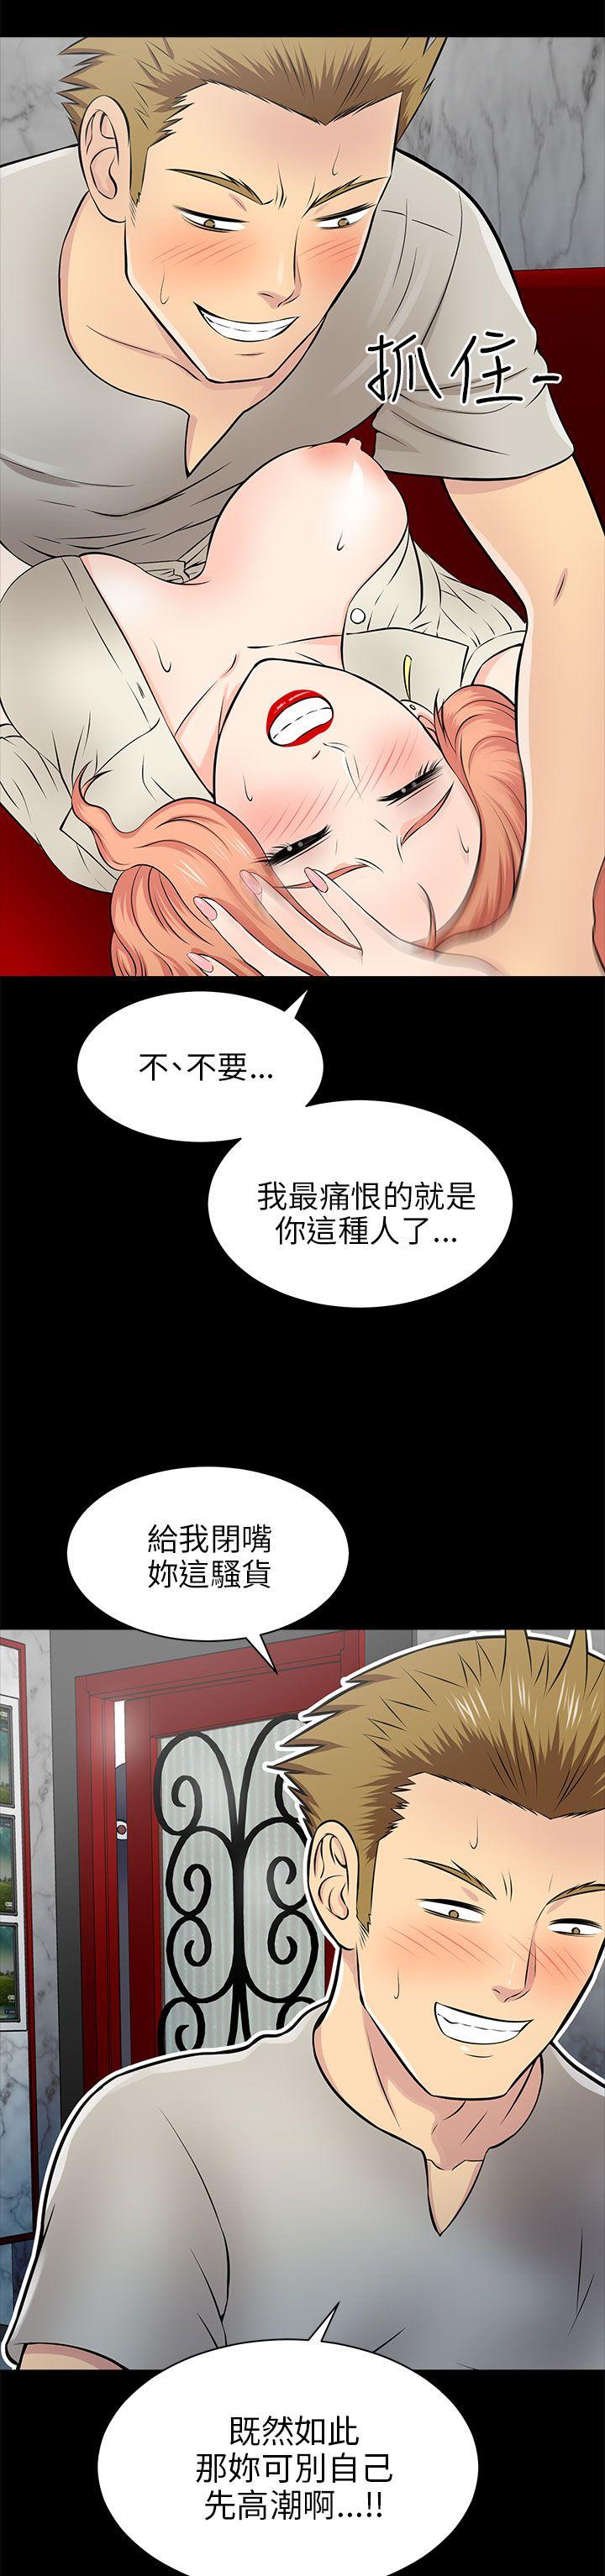 抓住-
不、不要...
我最痛恨的就是
你這種人了...
給我閉嘴
妳這騷貨
既然如此
那妳可別自己
先高潮啊...!!